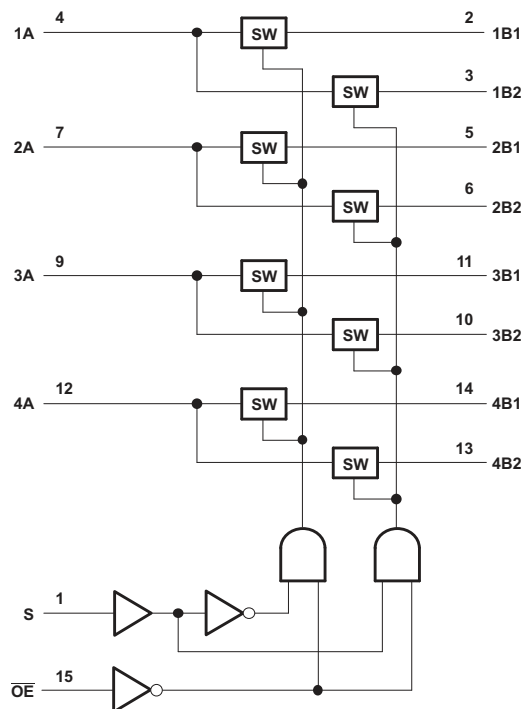 1A 4 SW 2 1B1
SW 3 1B2
2A 7 SW 5 2B1
SW 6 2B2
3A 9 SW 11 3B1
SW 10 3B2
4A 12 SW 14 4B1
SW 13 4B2
S 1
OE 15